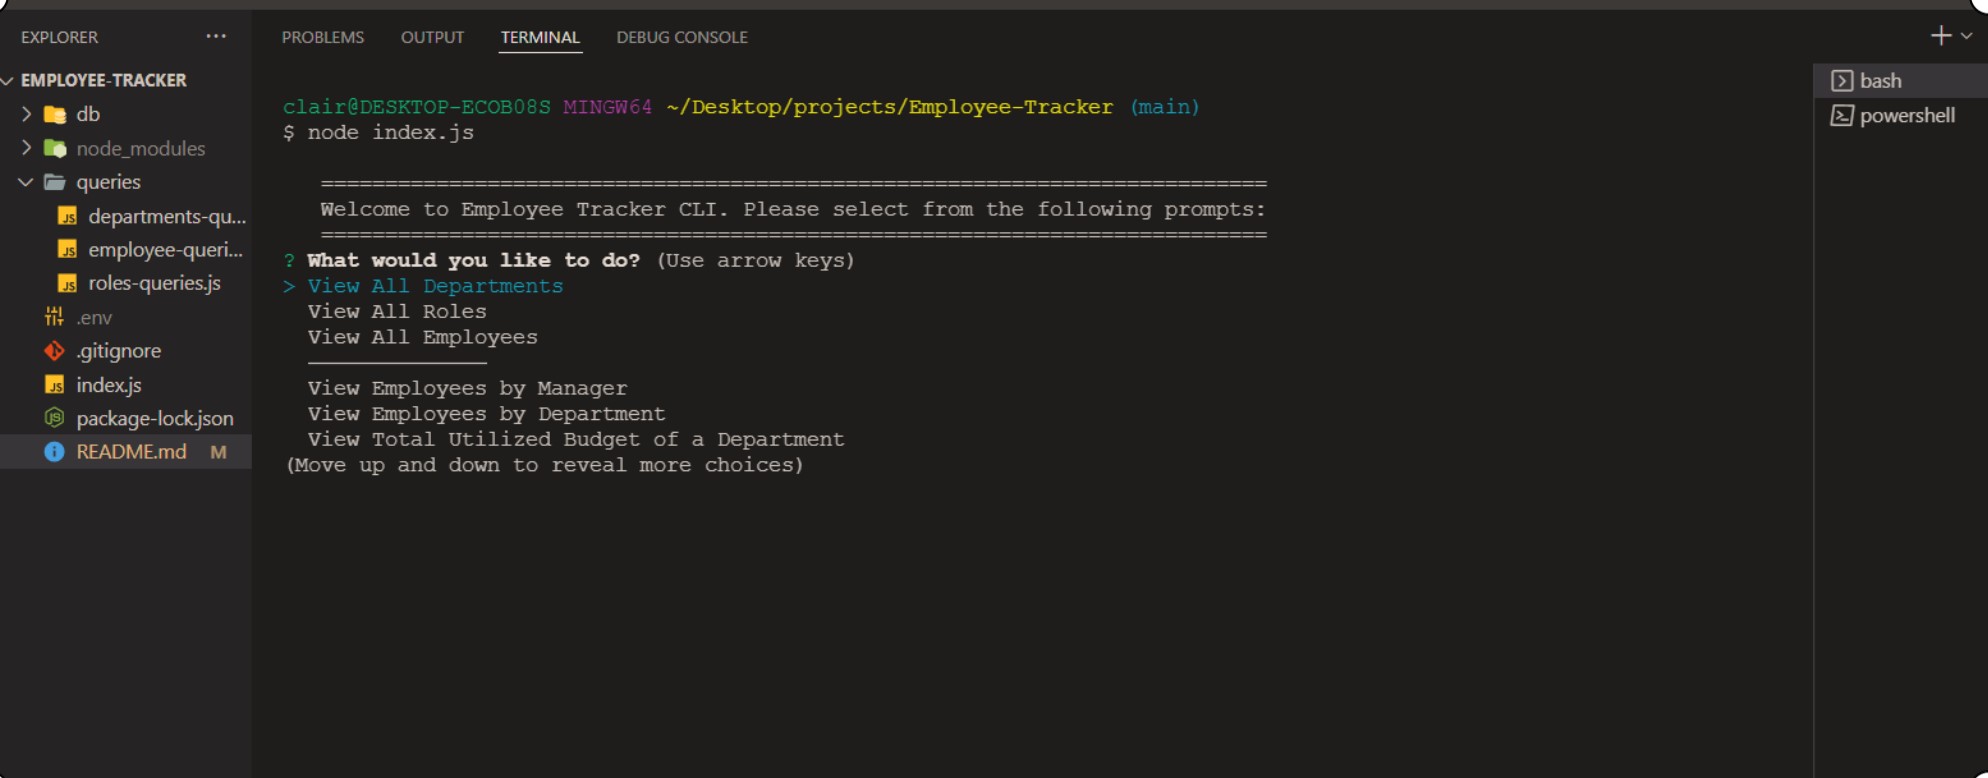 EXPLORER ...
EMPLOYEE-TRACKER
db
node_modules
queries
departments-qu...
employee-queri...
roles-queries.js
.env
.gitignore
index.js
package-lock.json
README.md M
PROBLEMS OUTPUT TERMINAL DEBUG CONSOLE
clair@DESKTOP-ECOB08S MINGW64 ~/Desktop/projects/Employee-Tracker (main)
$ node index.js
==========================================================================
Welcome to Employee Tracker CLI. Please select from the following prompts:
==========================================================================
? What would you like to do? (Use arrow keys)
> View All Departments
View All Roles
View All Employees
──────────────
View Employees by Manager
View Employees by Department
View Total Utilized Budget of a Department
(Move up and down to reveal more choices)
bash
powershell